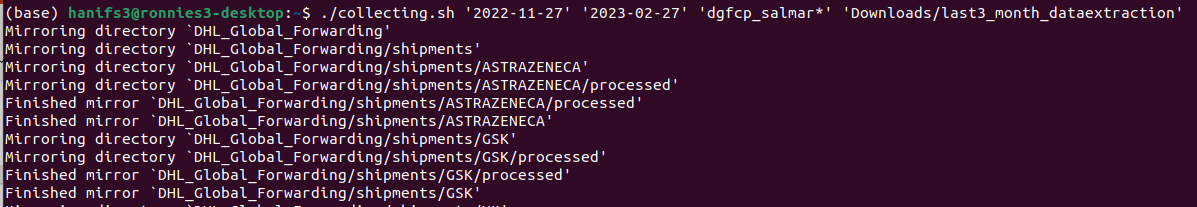 (base) hanifs3@ronnies3-desktop:~$ ./collecting.sh '2022-11-27' '2023-02-27' 'dgfcp_salmar*' 'Downloads/last3_month_dataextraction'
Mirroring directory `DHL_Global_Forwarding'
Mirroring directory `DHL_Global_Forwarding/shipments'
Mirroring directory `DHL_Global_Forwarding/shipments/ASTRAZENECA'
Mirroring directory `DHL_Global_Forwarding/shipments/ASTRAZENECA/processed'
Finished mirror `DHL_Global_Forwarding/shipments/ASTRAZENECA/processed'
Finished mirror `DHL_Global_Forwarding/shipments/ASTRAZENECA'
Mirroring directory `DHL_Global_Forwarding/shipments/GSK'
Mirroring directory `DHL_Global_Forwarding/shipments/GSK/processed'
Finished mirror `DHL_Global_Forwarding/shipments/GSK/processed'
Finished mirror `DHL_Global_Forwarding/shipments/GSK'